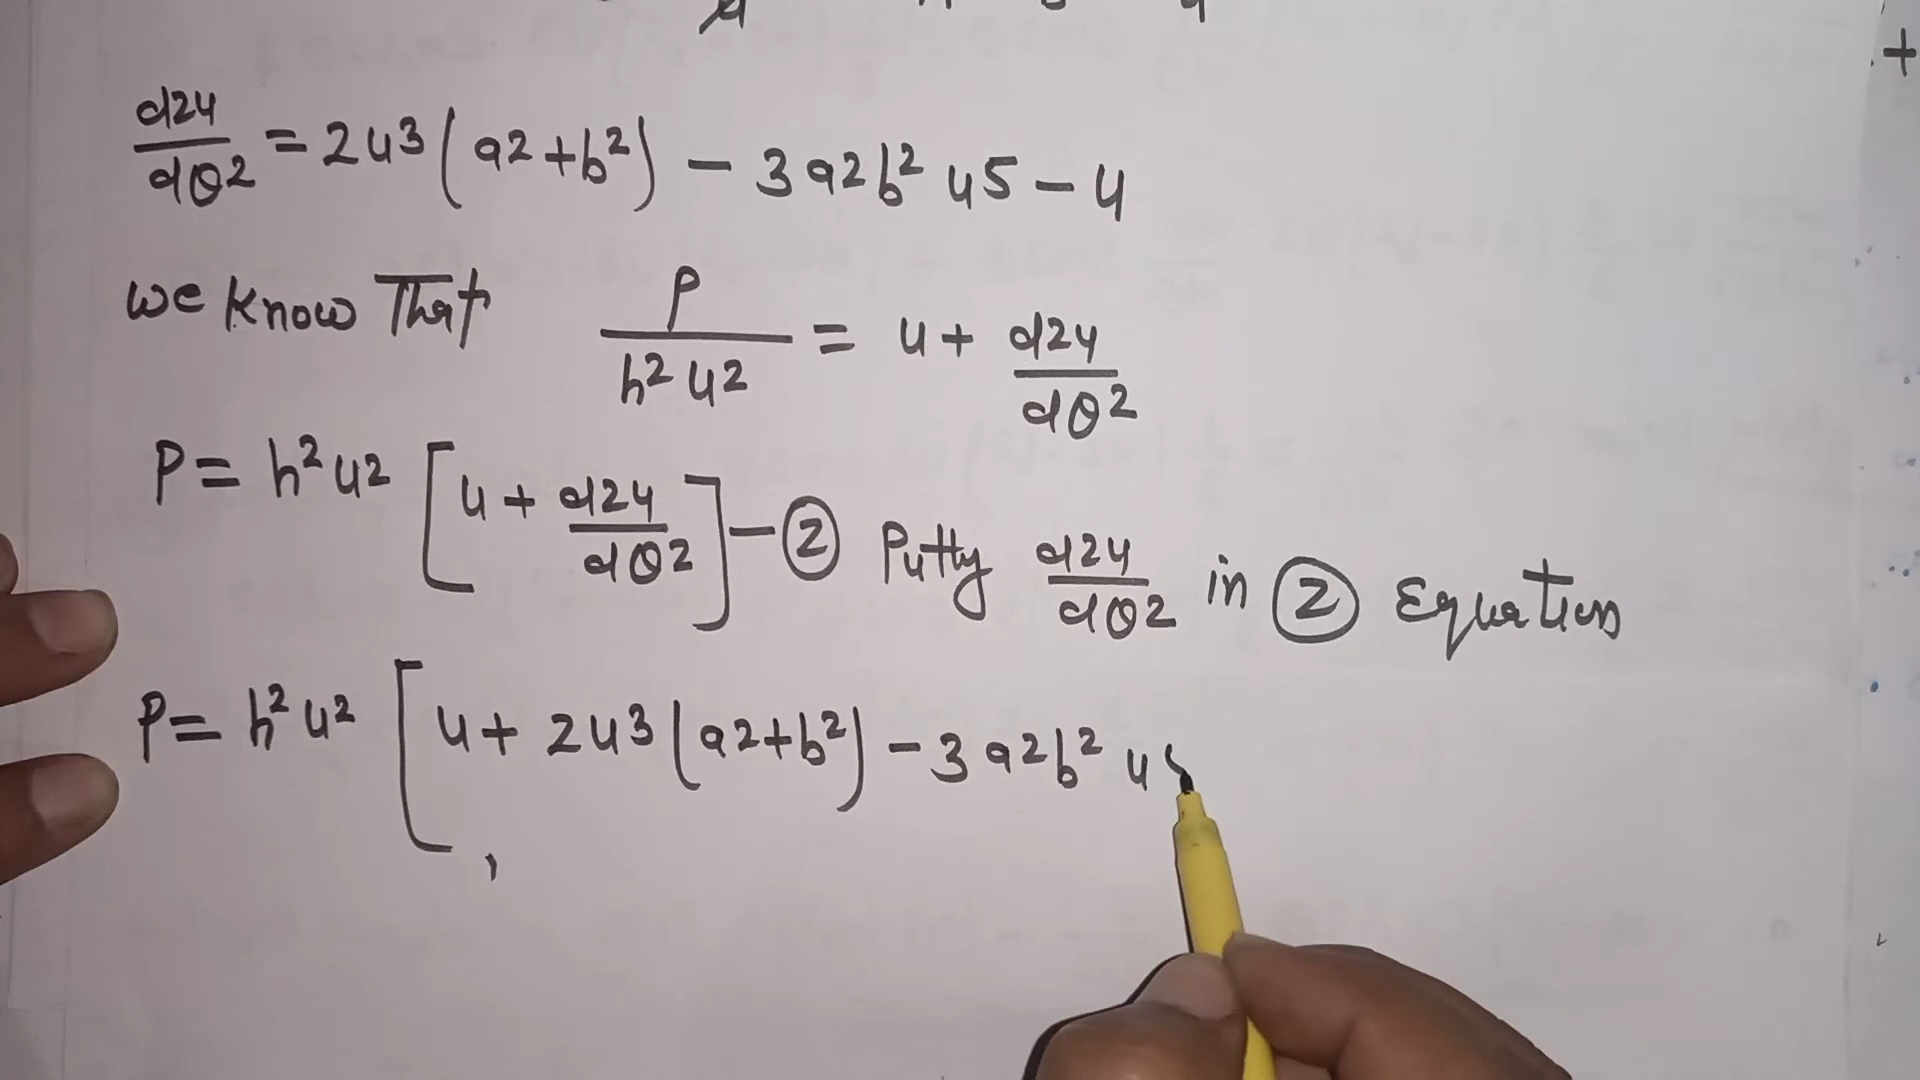 d2u/dθ2 = 2u3 (a2+b2) - 3a2b2 u5 - u
we know That P/h2u2 = u + d2u/dθ2
P = h2u2 [u + d2u/dθ2] - ② Putty d2u/dθ2 in ② Equation
P = h2u2 [u + 2u3 (a2+b2) - 3a2b2 u